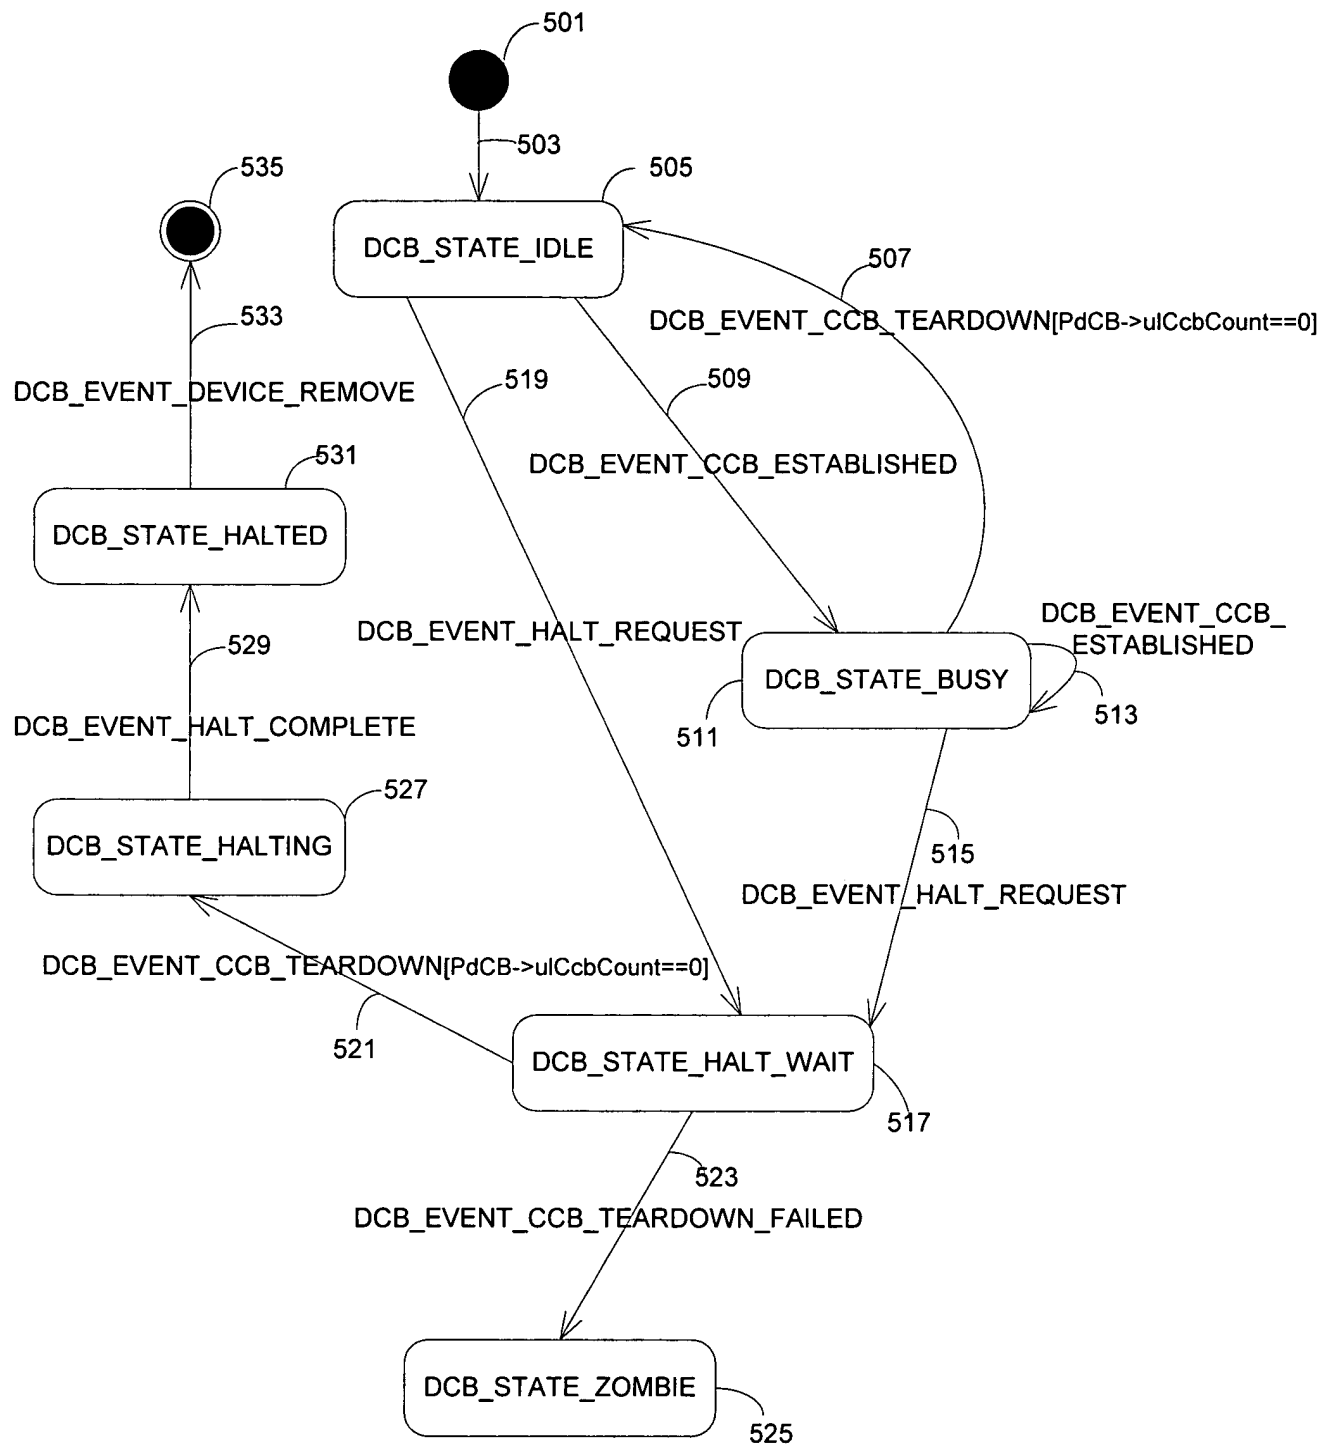 501
503
535
505
DCB_STATE_IDLE
507
533
DCB_EVENT_CCB_TEARDOWN[PdCB->ulCcbCount==0]
DCB_EVENT_DEVICE_REMOVE
519
509
531
DCB_EVENT_CCB_ESTABLISHED
DCB_STATE_HALTED
DCB_EVENT_CCB_
ESTABLISHED
529
DCB_EVENT_HALT_REQUEST
DCB_STATE_BUSY
513
511
DCB_EVENT_HALT_COMPLETE
527
DCB_STATE_HALTING
515
DCB_EVENT_HALT_REQUEST
DCB_EVENT_CCB_TEARDOWN[PdCB->ulCcbCount==0]
521
DCB_STATE_HALT_WAIT
517
523
DCB_EVENT_CCB_TEARDOWN_FAILED
DCB_STATE_ZOMBIE
525